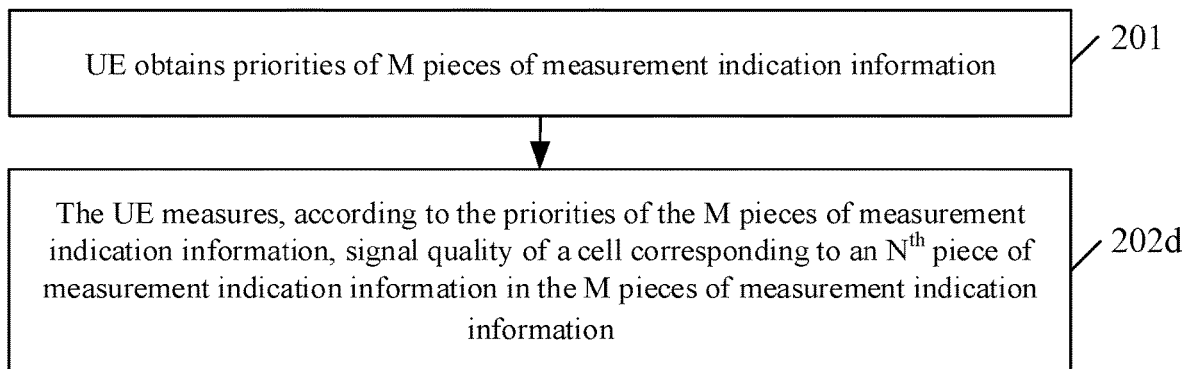 UE obtains priorities of M pieces of measurement indication information
201
The UE measures, according to the priorities of the M pieces of measurement
indication information, signal quality of a cell corresponding to an Nth piece of
measurement indication information in the M pieces of measurement indication
information
202d